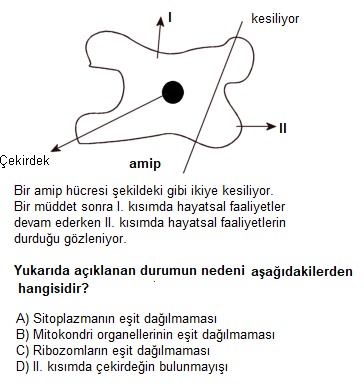 I
kesiliyor
II
Çekirdek
amip
Bir amip hücresi şekildeki gibi ikiye kesiliyor.
Bir müddet sonra I. kısımda hayatsal faaliyetler
devam ederken II. kısımda hayatsal faaliyetlerin
durduğu gözleniyor.
Yukarıda açıklanan durumun nedeni aşağıdakilerden
hangisidir?
A) Sitoplazmanın eşit dağılmaması
B) Mitokondri organellerinin eşit dağılmaması
C) Ribozomların eşit dağılmaması
D) II. kısımda çekirdeğin bulunmayışı